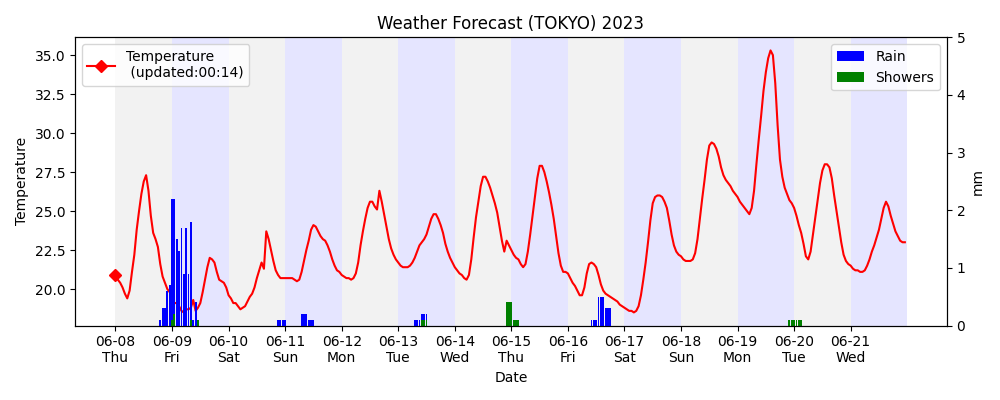 Weather Forecast (TOKYO) 2023
Temperature
(updated:00:14)
Rain
Showers
35.0
32.5
30.0
27.5
25.0
22.5
20.0
Temperature
5
4
3
2
1
0
mm
06-08 06-09 06-10 06-11 06-12 06-13 06-14 06-15 06-16 06-17 06-18 06-19 06-20 06-21
Thu Fri Sat Sun Mon Tue Wed Thu Fri Sat Sun Mon Tue Wed
Date